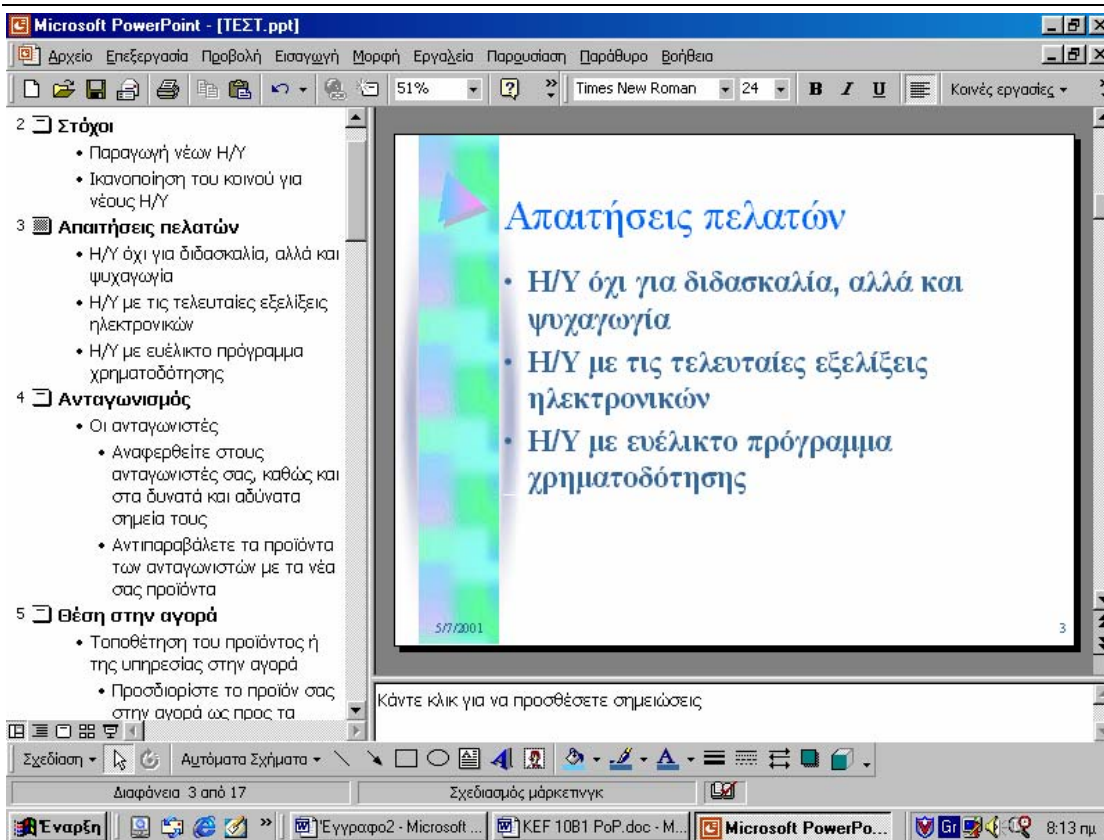 Microsoft PowerPoint - [ΤΕΣΤ.ppt]
Αρχείο Επεξεργασία Προβολή Εισαγωγή Μορφή Εργαλεία Παρουσίαση Παράθυρο Βοήθεια
51% Times New Roman 24 B I U Κοινές εργασίες
2 Στόχοι
• Παραγωγή νέων Η/Υ
• Ικανοποίηση του κοινού για
νέους Η/Υ
3 Απαιτήσεις πελατών
• Η/Υ όχι για διδασκαλία, αλλά και
ψυχαγωγία
• Η/Υ με τις τελευταίες εξελίξεις
ηλεκτρονικών
• Η/Υ με ευέλικτο πρόγραμμα
χρηματοδότησης
4 Ανταγωνισμός
• Οι ανταγωνιστές
• Αναφερθείτε στους
ανταγωνιστές σας, καθώς και
στα δυνατά και αδύνατα
σημεία τους
• Αντιπαραβάλετε τα προϊόντα
των ανταγωνιστών με τα νέα
σας προϊόντα
5 Θέση στην αγορά
• Τοποθέτηση του προϊόντος ή
της υπηρεσίας στην αγορά
• Προσδιορίστε το προϊόν σας
στην αγορά ως προς τα
Απαιτήσεις πελατών
• Η/Υ όχι για διδασκαλία, αλλά και
ψυχαγωγία
• Η/Υ με τις τελευταίες εξελίξεις
ηλεκτρονικών
• Η/Υ με ευέλικτο πρόγραμμα
χρηματοδότησης
5/7/2001 3
Κάντε κλικ για να προσθέσετε σημειώσεις
Σχεδίαση Αυτόματα Σχήματα
Διαφάνεια 3 από 17 Σχεδιασμός μάρκετινγκ
Έναρξη Έγγραφο2 - Microsoft ... KEF 10B1 PoP.doc - M... Microsoft PowerPo... Gr 8:13 πμ